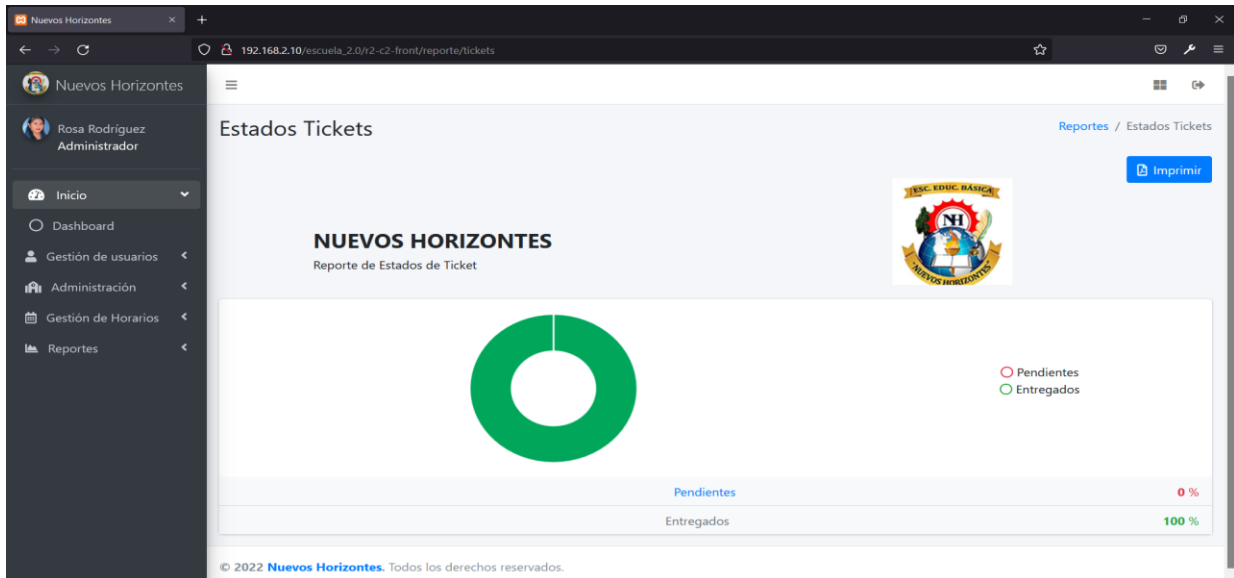 Nuevos Horizontes
192.168.2.10/escuela_2.0/r2-c2-front/reporte/tickets
Nuevos Horizontes
Rosa Rodríguez
Administrador
Inicio
Dashboard
Gestión de usuarios
Administración
Gestión de Horarios
Reportes
Estados Tickets
Reportes / Estados Tickets
Imprimir
NUEVOS HORIZONTES
Reporte de Estados de Ticket
ESC. EDUC. BÁSICA
NH
NUEVOS HORIZONTES
Pendientes
Entregados
Pendientes 0 %
Entregados 100 %
© 2022 Nuevos Horizontes. Todos los derechos reservados.